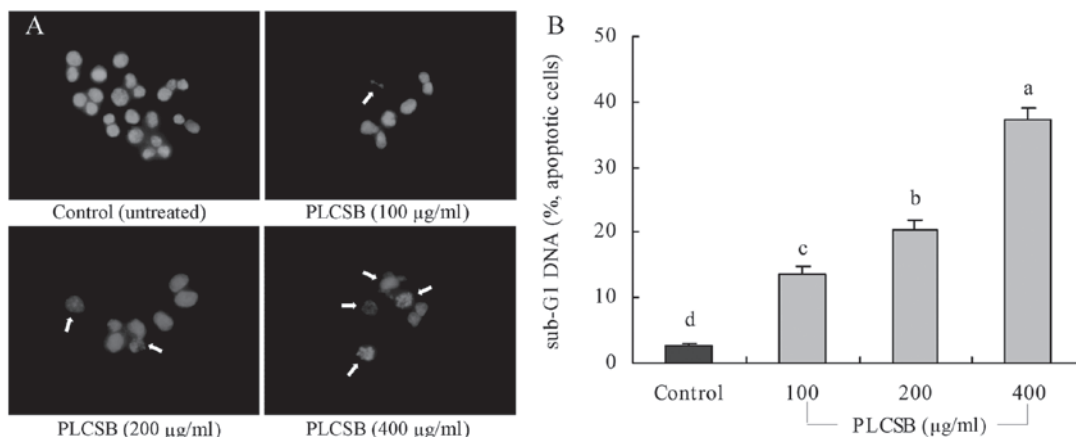 A
Control (untreated)
PLCSB (100 µg/ml)
PLCSB (200 µg/ml)
PLCSB (400 µg/ml)
B
sub-G1 DNA (%, apoptotic cells)
50
40
30
20
10
0
d
c
b
a
Control
100
200
400
PLCSB (µg/ml)